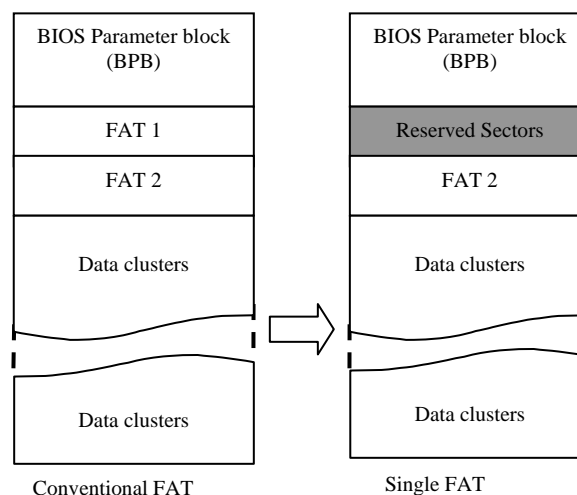 BIOS Parameter block
(BPB)
FAT 1
FAT 2
Data clusters
Data clusters
Conventional FAT
BIOS Parameter block
(BPB)
Reserved Sectors
FAT 2
Data clusters
Data clusters
Single FAT